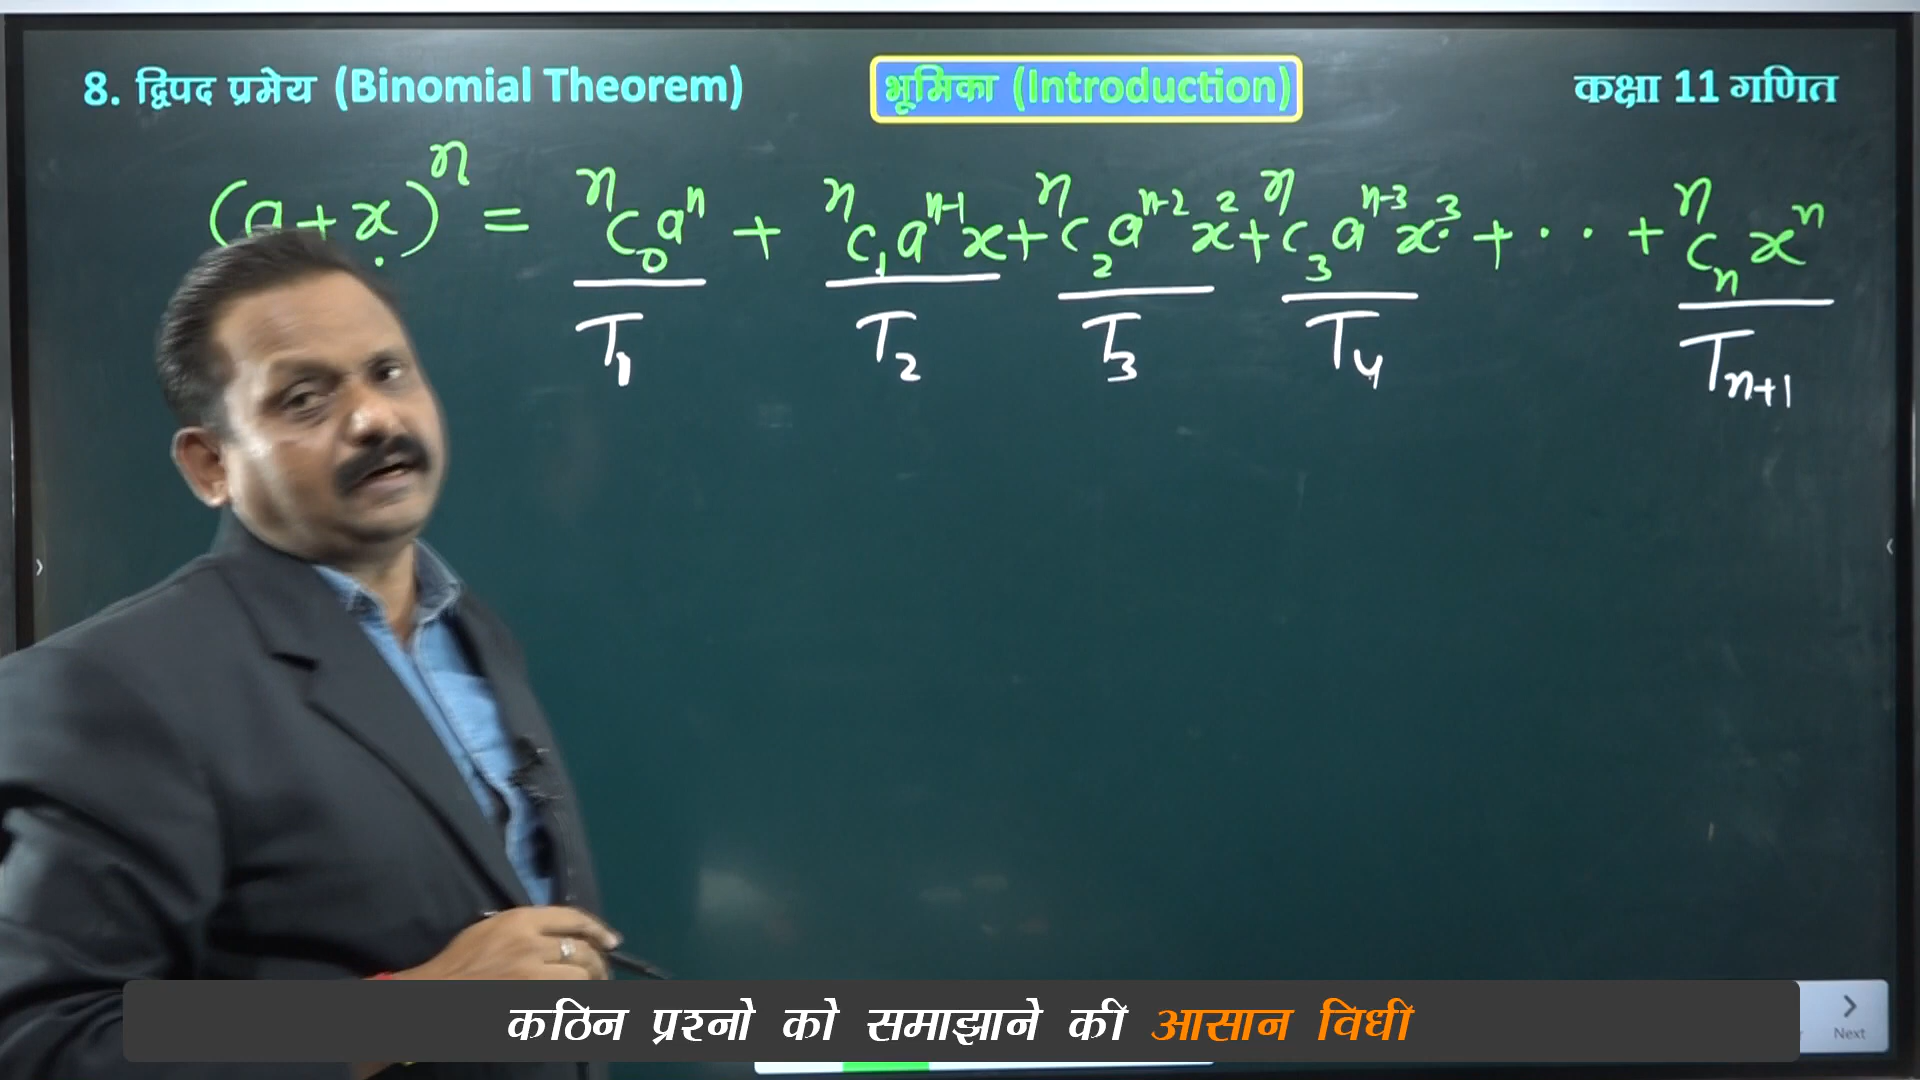 8. द्विपद प्रमेय (Binomial Theorem) भूमिका (Introduction) कक्षा 11 गणित
(a+x)ⁿ = ⁿC₀aⁿ + ⁿC₁aⁿ⁻¹x + ⁿC₂aⁿ⁻²x² + ⁿC₃aⁿ⁻³x³ + ... + ⁿCₙxⁿ
T₁ T₂ T₃ T₄ Tₙ₊₁
Next
कठिन प्रश्नो को समाझाने की आसान विधी